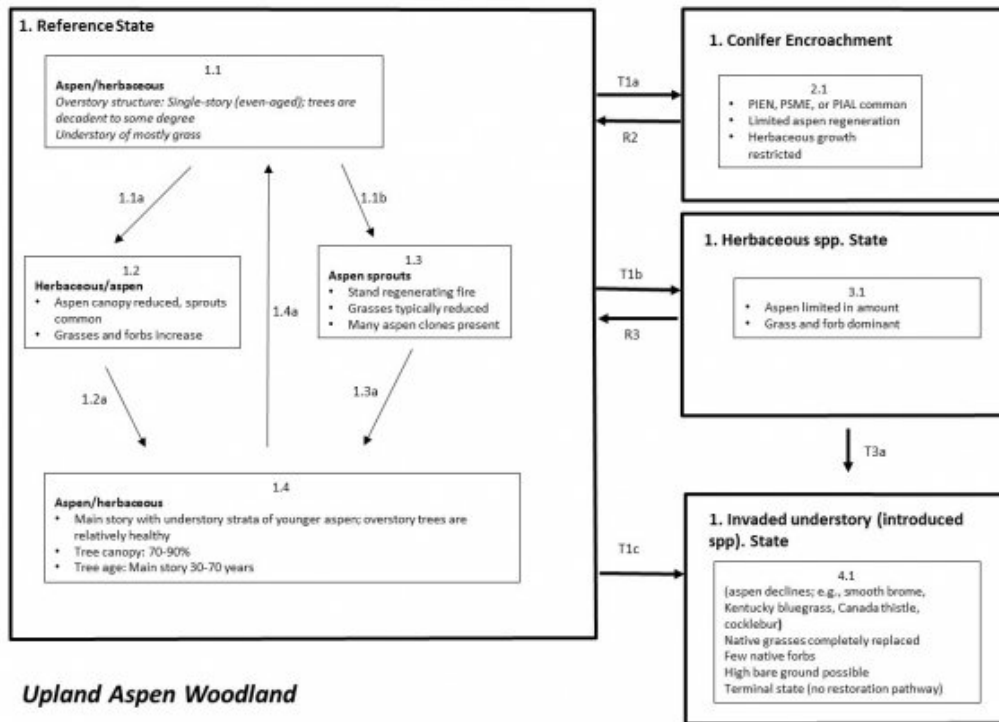 1. Reference State
1.1
Aspen/herbaceous
Overstory structure: Single-story (even-aged); trees are
decadent to some degree
Understory of mostly grass
1.1a
1.1b
1.2
Herbaceous/aspen
• Aspen canopy reduced, sprouts
common
• Grasses and forbs increase
1.4a
1.3
Aspen sprouts
• Stand regenerating fire
• Grasses typically reduced
• Many aspen clones present
1.2a
1.3a
1.4
Aspen/herbaceous
• Main story with understory strata of younger aspen; overstory trees are
relatively healthy
• Tree canopy: 70-90%
• Tree age: Main story 30-70 years
T1a
R2
1. Conifer Encroachment
2.1
• PIEN, PSME, or PIAL common
• Limited aspen regeneration
• Herbaceous growth
restricted
T1b
R3
1. Herbaceous spp. State
3.1
• Aspen limited in amount
• Grass and forb dominant
T3a
T1c
1. Invaded understory (introduced
spp). State
4.1
(aspen declines; e.g., smooth brome,
Kentucky bluegrass, Canada thistle,
cocklebur)
Native grasses completely replaced
Few native forbs
High bare ground possible
Terminal state (no restoration pathway)
Upland Aspen Woodland